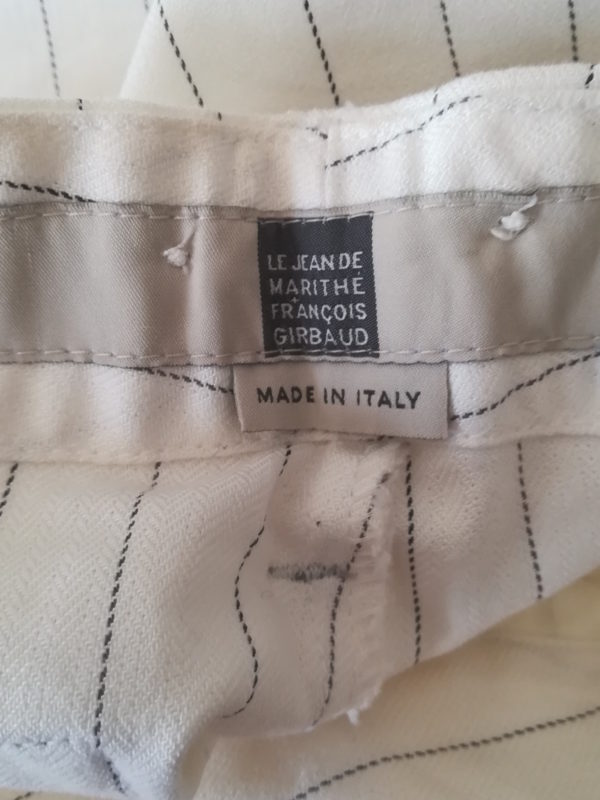 LE JEAN DE
MARITHÉ
+
FRANÇOIS
GIRBAUD
MADE IN ITALY